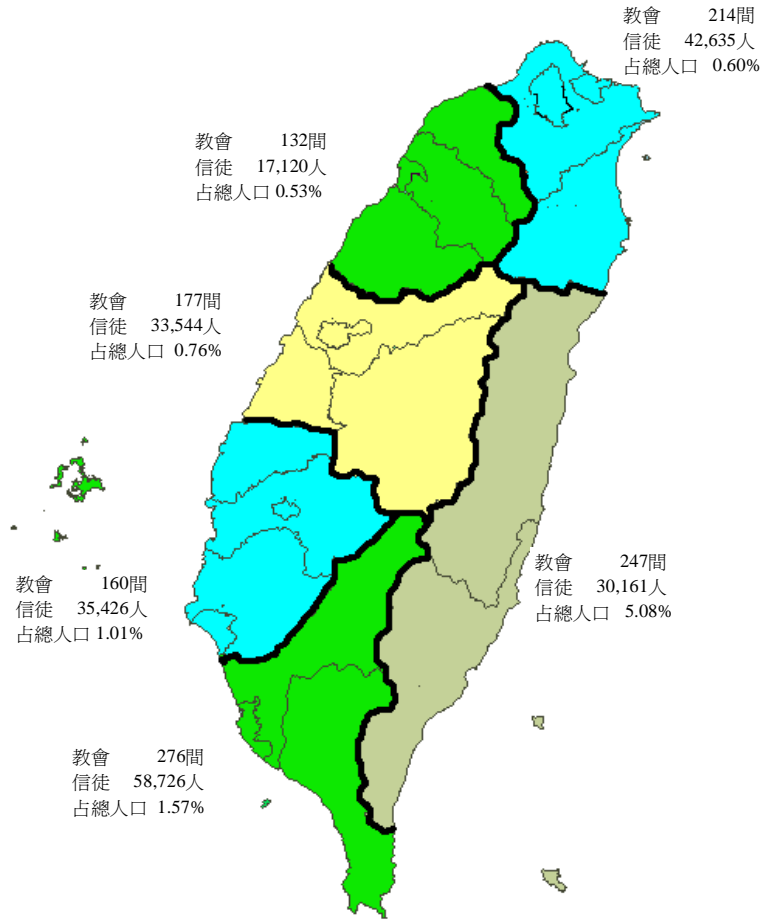 教會 214間
信徒 42,635人
占總人口 0.60%
教會 132間
信徒 17,120人
占總人口 0.53%
教會 177間
信徒 33,544人
占總人口 0.76%
教會 247間
信徒 30,161人
占總人口 5.08%
教會 160間
信徒 35,426人
占總人口 1.01%
教會 276間
信徒 58,726人
占總人口 1.57%